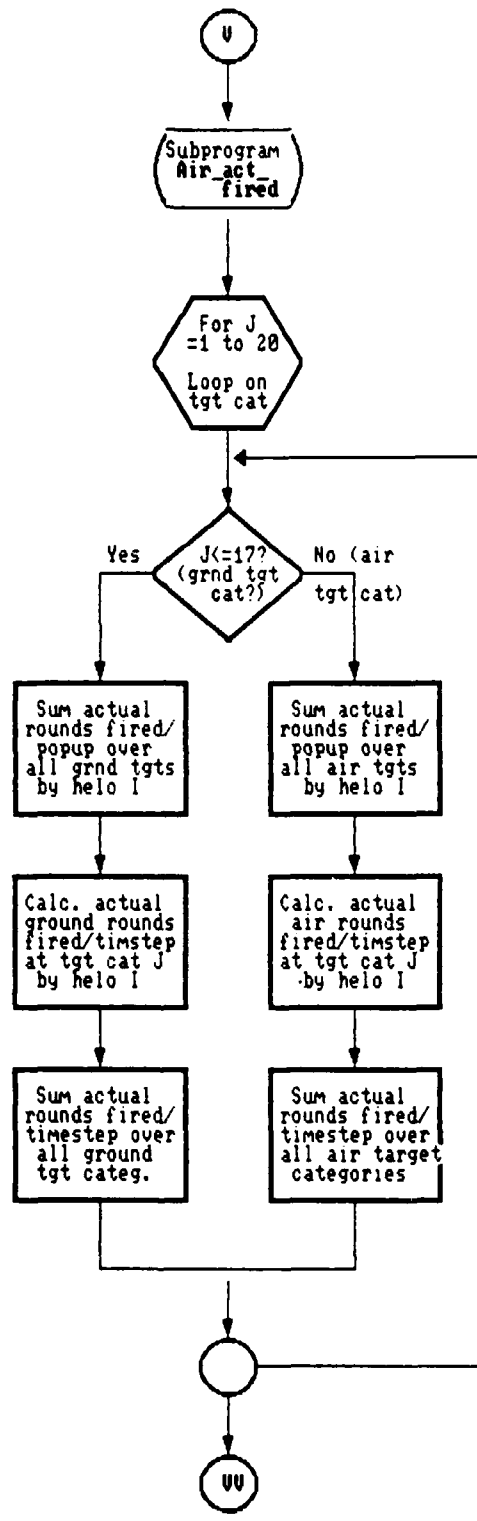 V
Subprogram
Air_act_
fired
For J
=1 to 20
Loop on
tgt cat
J<=17?
(grnd tgt
cat?)
Yes
No (air
tgt cat)
Sum actual
rounds fired/
popup over
all grnd tgts
by helo I
Sum actual
rounds fired/
popup over
all air tgts
by helo I
Calc. actual
ground rounds
fired/timstep
at tgt cat J
by helo I
Calc. actual
air rounds
fired/timstep
at tgt cat J
by helo I
Sum actual
rounds fired/
timestep over
all ground
tgt categ.
Sum actual
rounds fired/
timestep over
all air target
categories
VV